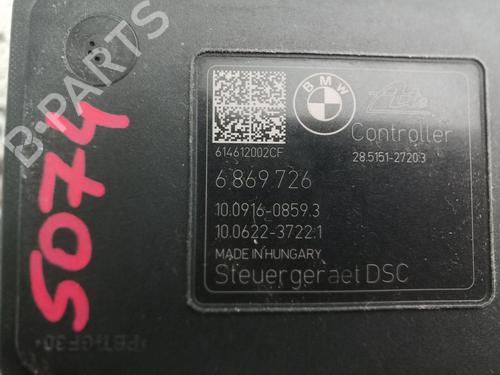 B-PARTS
5074
BMW
Ate
614612002CF
Controller
28.5151-2720.3
6 869 726
10.0916-0859.3
10.0622-3722.1
MADE IN HUNGARY
Steuergeraet DSC
>PBT-GF30<